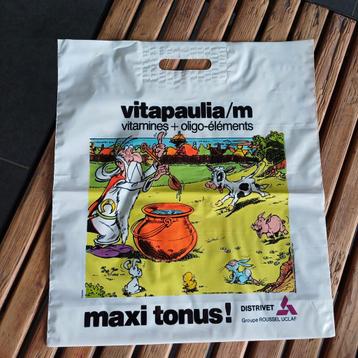 vitapaulia/m
vitamines + oligo-éléments
maxi tonus!
DISTRIVET
Groupe ROUSSEL UCLAF